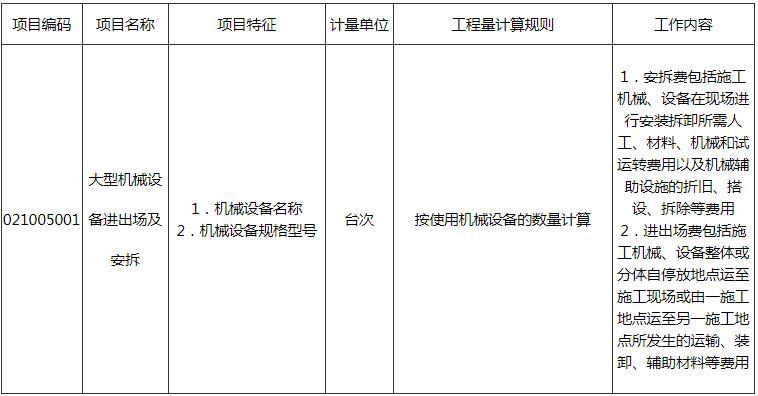 项目编码 项目名称 项目特征 计量单位 工程量计算规则 工作内容
021005001
大型机械设
备进出场及
安拆
1．机械设备名称
2．机械设备规格型号
台次
按使用机械设备的数量计算
1．安拆费包括施工
机械、设备在现场进
行安装拆卸所需人
工、材料、机械和试
运转费用以及机械辅
助设施的折旧、搭
设、拆除等费用
2．进出场费包括施
工机械、设备整体或
分体自停放地点运至
施工现场或由一施工
地点运至另一施工地
点所发生的运输、装
卸、辅助材料等费用